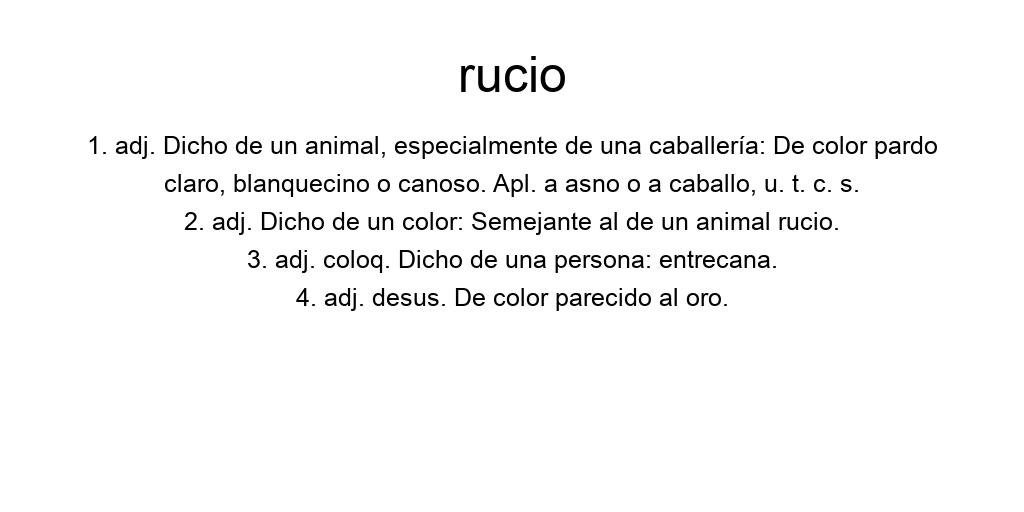 rucio
1. adj. Dicho de un animal, especialmente de una caballería: De color pardo
claro, blanquecino o canoso. Apl. a asno o a caballo, u. t. c. s.
2. adj. Dicho de un color: Semejante al de un animal rucio.
3. adj. coloq. Dicho de una persona: entrecana.
4. adj. desus. De color parecido al oro.